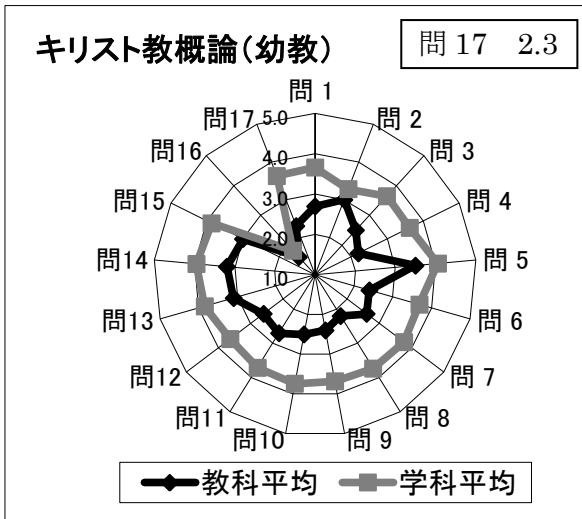 キリスト教概論(幼教)
問 17 2.3
問 1
問 2
問 3
問 4
問 5
問 6
問 7
問 8
問 9
問10
問11
問12
問13
問14
問15
問16
問17
5.0
4.0
3.0
2.0
1.0
教科平均 学科平均